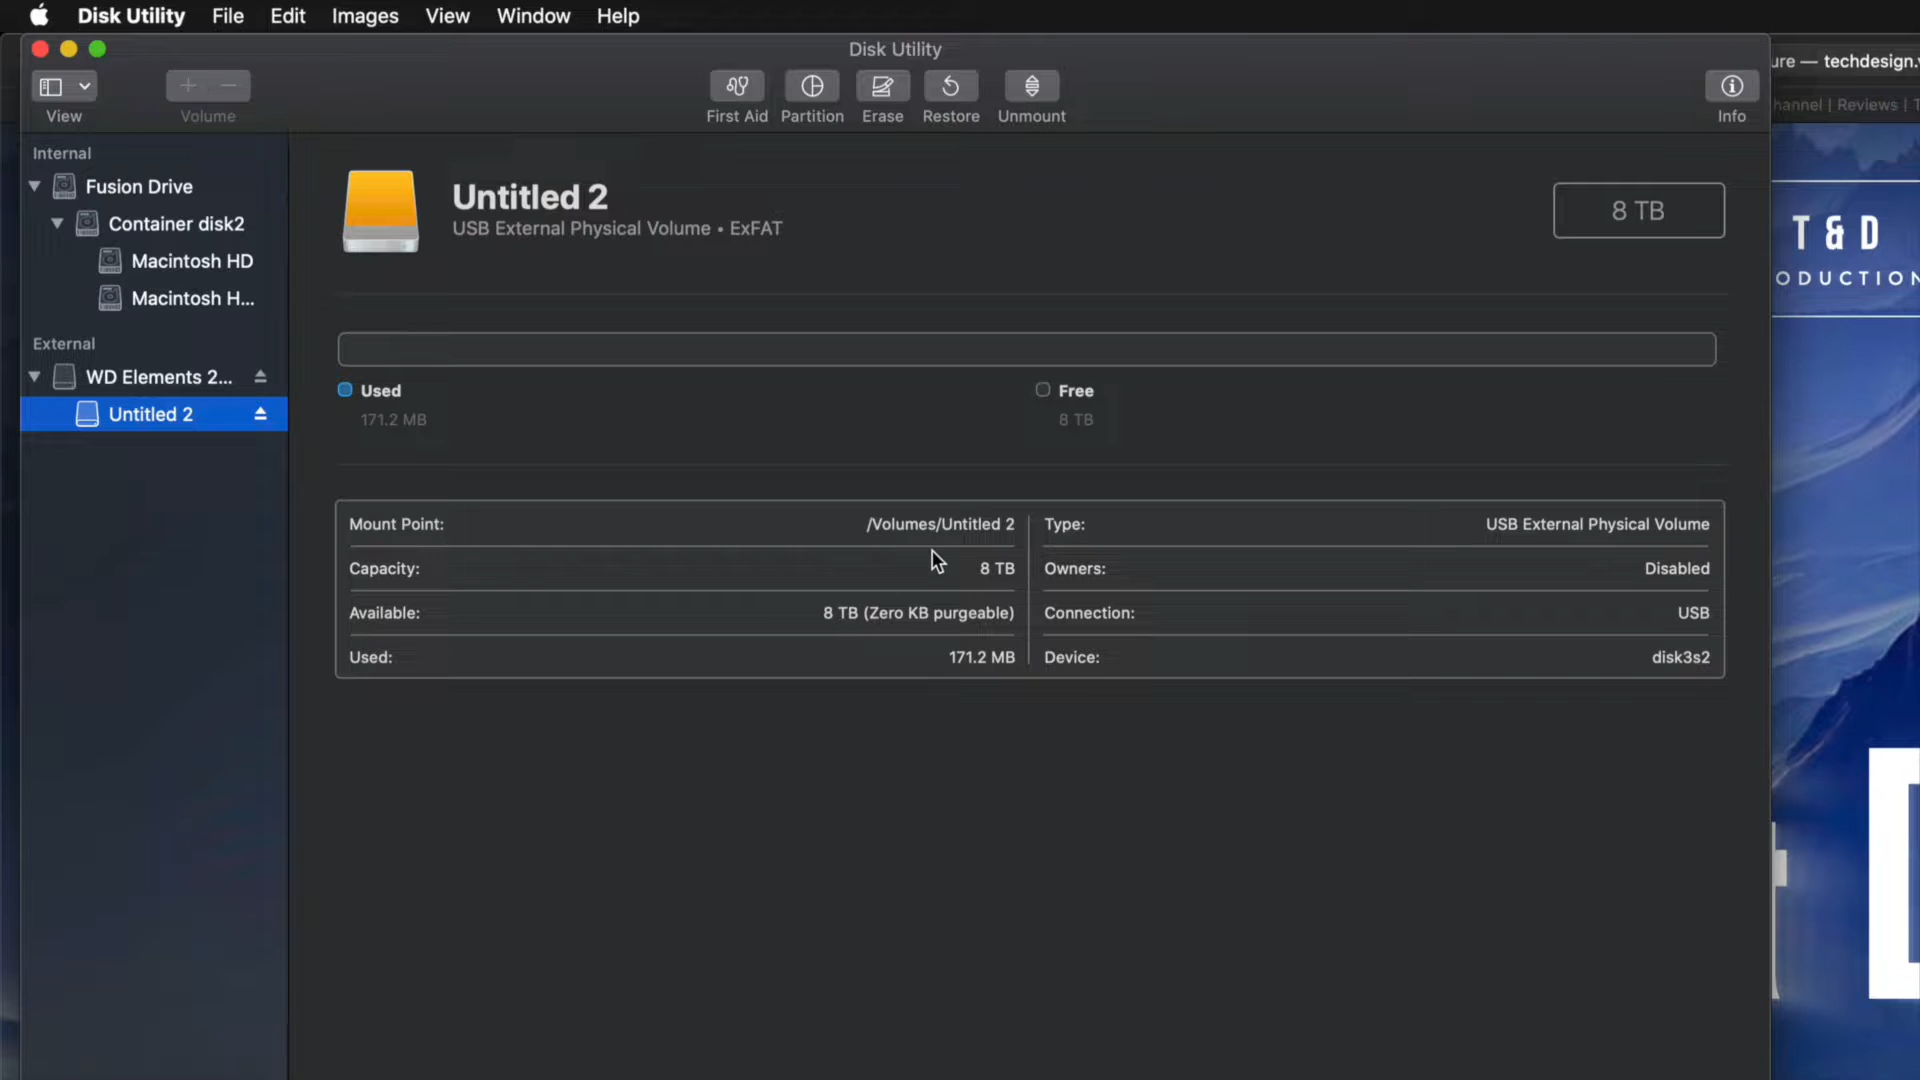 Disk Utility File Edit Images View Window Help
Disk Utility
ure — techdesign.
View
Volume
First Aid Partition Erase Restore Unmount
Info
hannel | Reviews | T
Internal
Fusion Drive
Container disk2
Macintosh HD
Macintosh H...
External
WD Elements 2...
Untitled 2
Untitled 2
USB External Physical Volume • ExFAT
8 TB
Used
171.2 MB
Free
8 TB
Mount Point: /Volumes/Untitled 2
Capacity: 8 TB
Available: 8 TB (Zero KB purgeable)
Used: 171.2 MB
Type: USB External Physical Volume
Owners: Disabled
Connection: USB
Device: disk3s2
T & D
ODUCTION